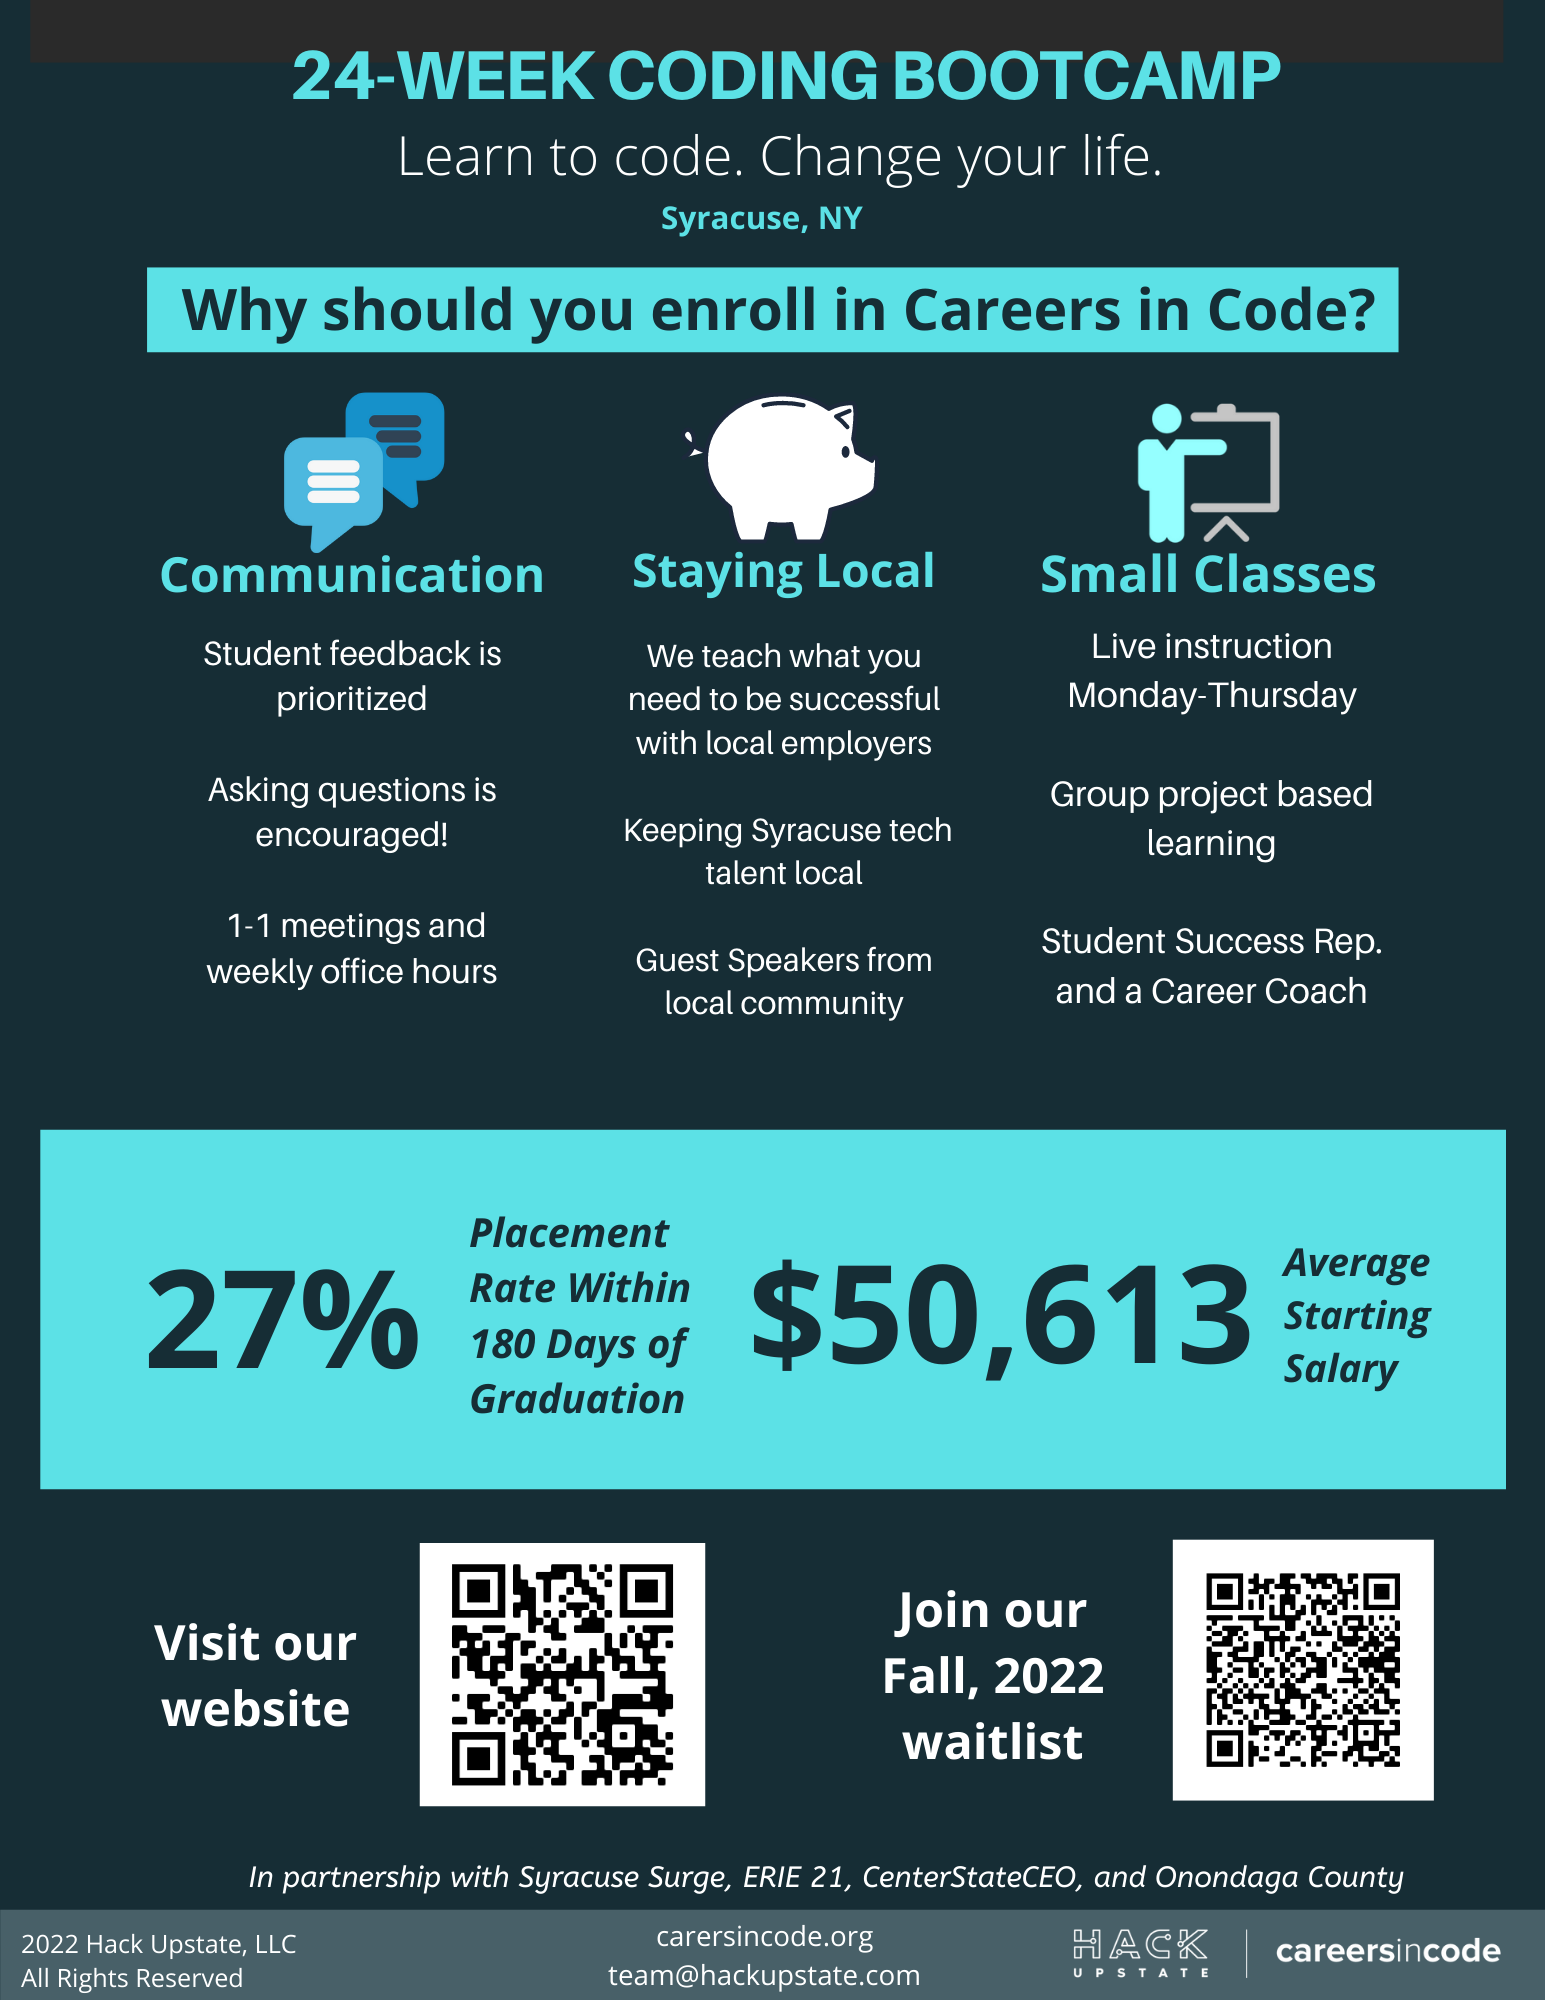 24-WEEK CODING BOOTCAMP
Learn to code. Change your life.
Syracuse, NY
Why should you enroll in Careers in Code?
Communication
Student feedback is
prioritized
Asking questions is
encouraged!
1-1 meetings and
weekly office hours
Staying Local
We teach what you
need to be successful
with local employers
Keeping Syracuse tech
talent local
Guest Speakers from
local community
Small Classes
Live instruction
Monday-Thursday
Group project based
learning
Student Success Rep.
and a Career Coach
27%
Placement
Rate Within
180 Days of
Graduation
$50,613
Average
Starting
Salary
Visit our
website
Join our
Fall, 2022
waitlist
In partnership with Syracuse Surge, ERIE 21, CenterStateCEO, and Onondaga County
2022 Hack Upstate, LLC
All Rights Reserved
carersincode.org
team@hackupstate.com
HACK
UPSTATE
careersincode